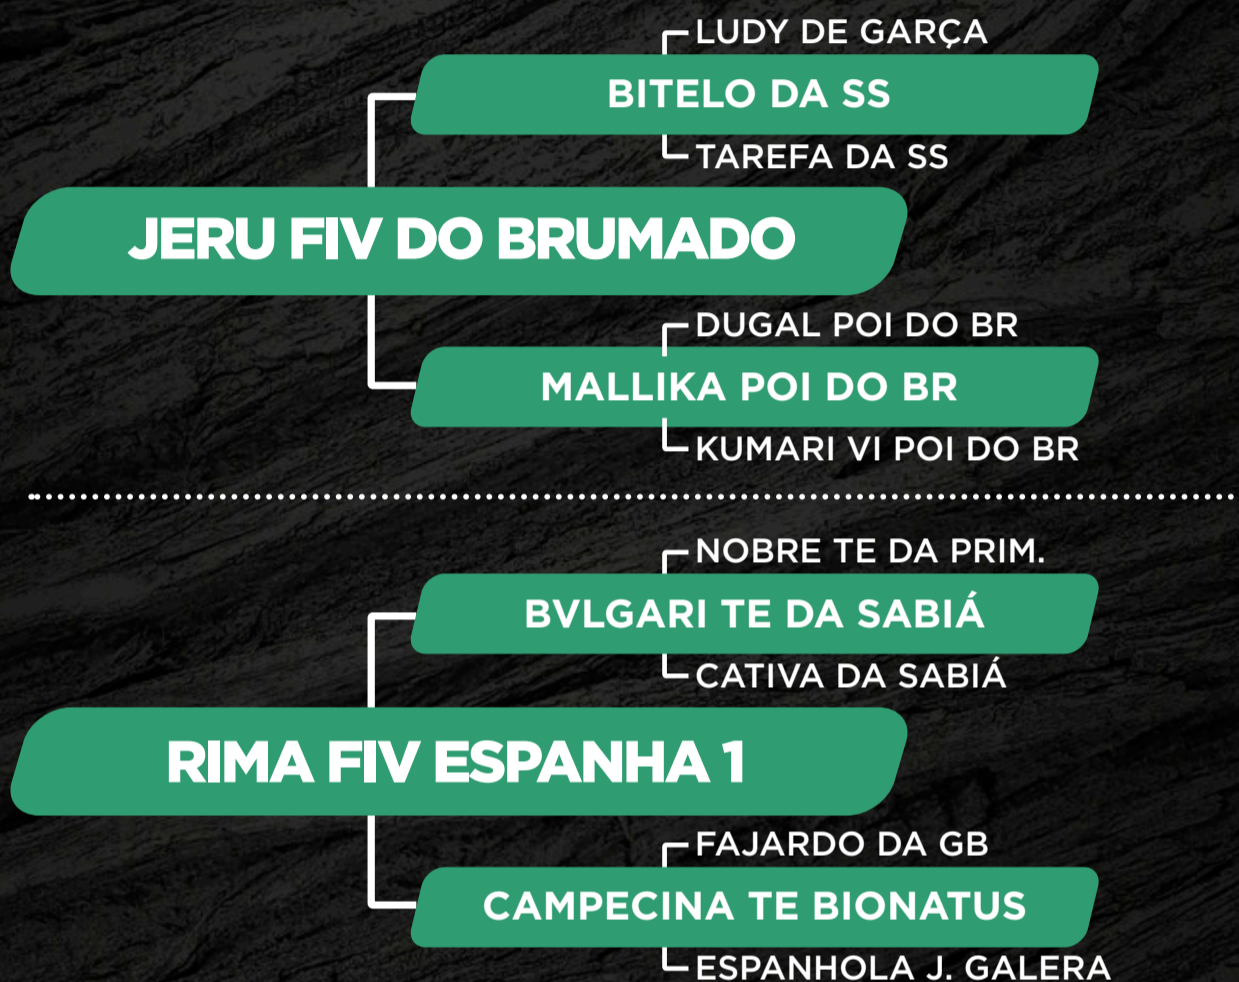 LUDY DE GARÇA
BITELO DA SS
TAREFA DA SS
JERU FIV DO BRUMADO
DUGAL POI DO BR
MALLIKA POI DO BR
KUMARI VI POI DO BR
NOBRE TE DA PRIM.
BVLGARI TE DA SABIÁ
CATIVA DA SABIÁ
RIMA FIV ESPANHA 1
FAJARDO DA GB
CAMPECINA TE BIONATUS
ESPANHOLA J. GALERA